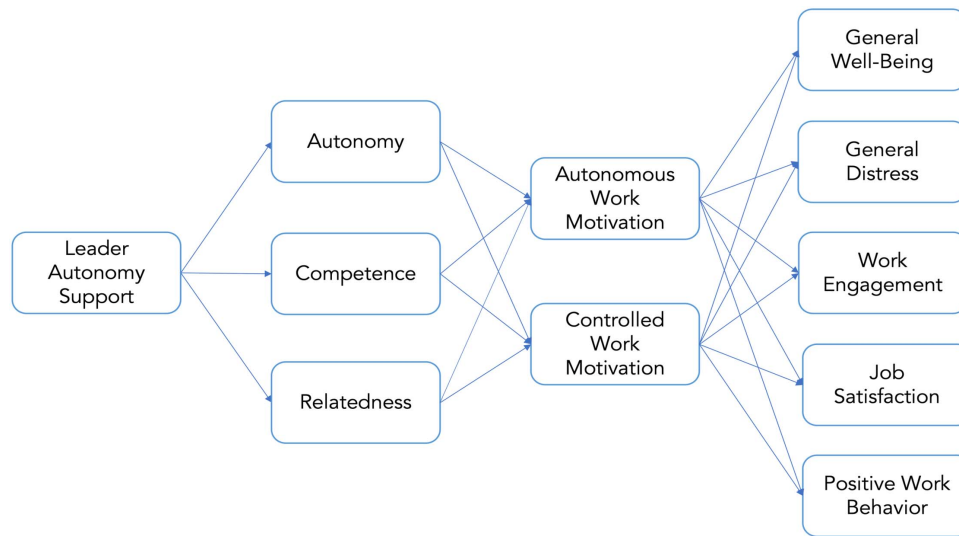 Leader
Autonomy
Support
Autonomy
Competence
Relatedness
Autonomous
Work
Motivation
Controlled
Work
Motivation
General
Well-Being
General
Distress
Work
Engagement
Job
Satisfaction
Positive Work
Behavior